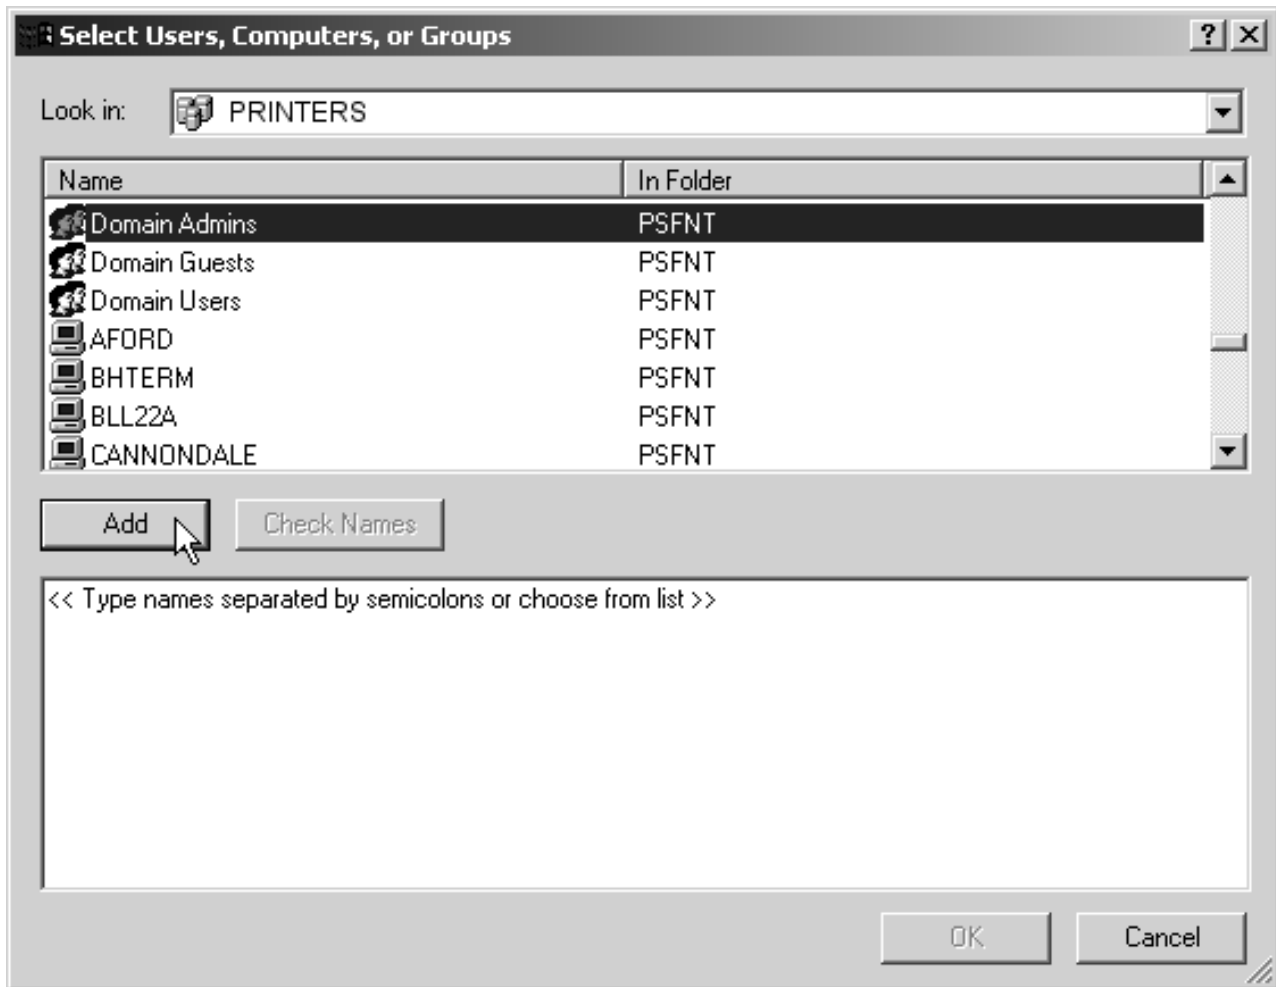 Select Users, Computers, or Groups
Look in: PRINTERS
Name In Folder
Domain Admins PSFNT
Domain Guests PSFNT
Domain Users PSFNT
AFORD PSFNT
BHTERM PSFNT
BLL22A PSFNT
CANNONDALE PSFNT
Add Check Names
<< Type names separated by semicolons or choose from list >>
OK Cancel